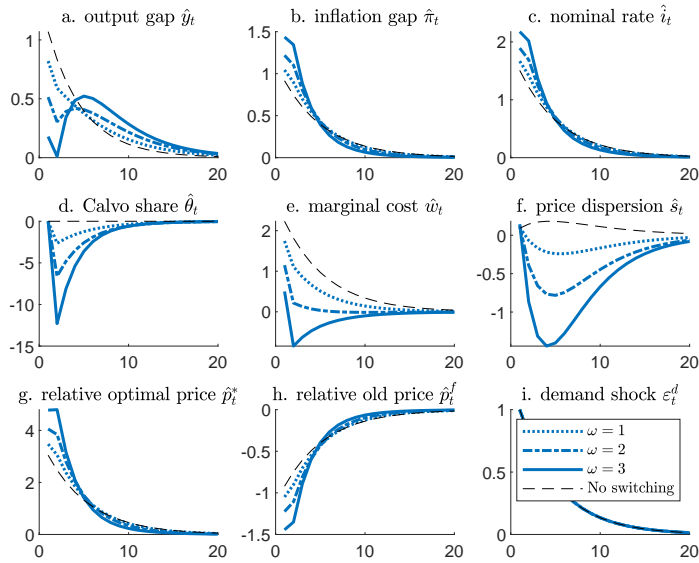 a. output gap ŷ_t
b. inflation gap π̂_t
c. nominal rate î_t
1
0.5
0
0 10 20
1.5
1
0.5
0
0 10 20
2
1
0
0 10 20
d. Calvo share θ̂_t
e. marginal cost ŵ_t
f. price dispersion ŝ_t
0
-5
-10
-15
0 10 20
2
1
0
0 10 20
0
-0.5
-1
0 10 20
g. relative optimal price p̂*_t
h. relative old price p̂^f_t
i. demand shock ε^d_t
4
2
0
0 10 20
0
-0.5
-1
-1.5
0 10 20
1
0.5
0
0 10 20
ω = 1
ω = 2
ω = 3
No switching